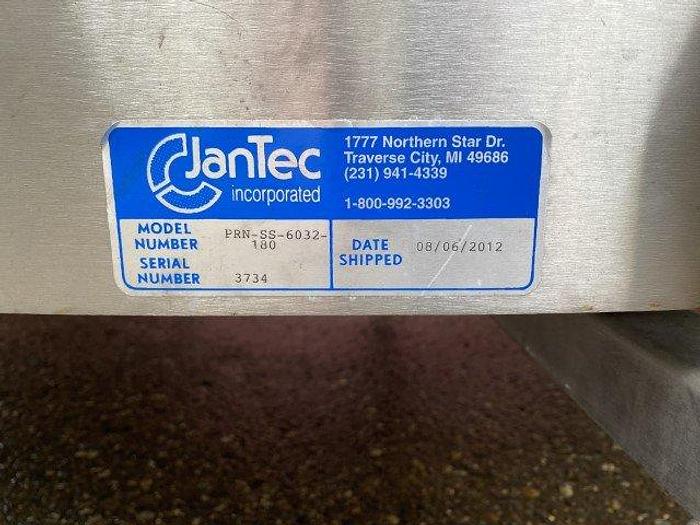 JanTec
incorporated
1777 Northern Star Dr.
Traverse City, MI 49686
(231) 941-4339
1-800-992-3303
MODEL
NUMBER
PRN-SS-6032-
180
SERIAL
NUMBER
3734
DATE
SHIPPED
08/06/2012